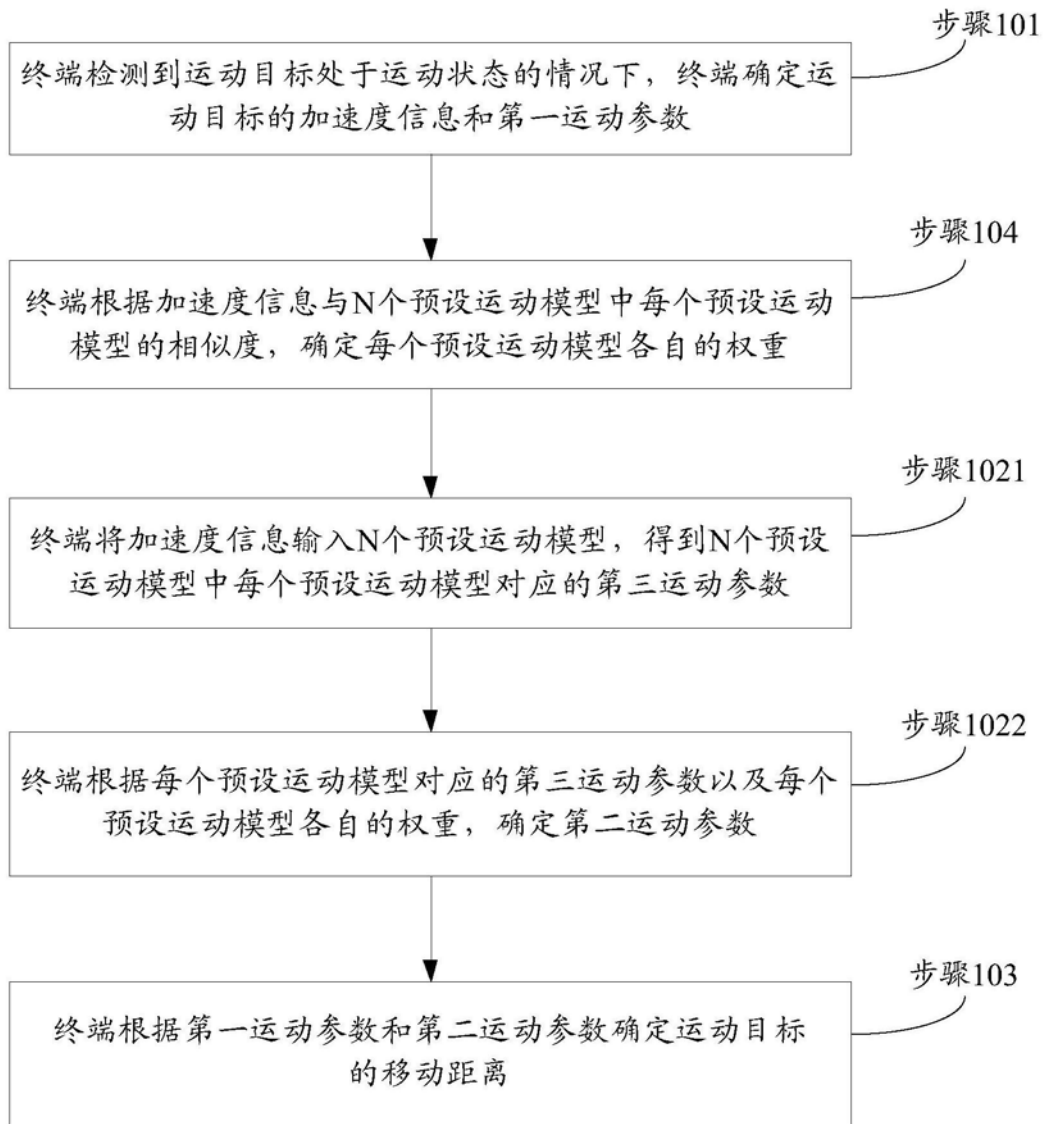 步骤101
终端检测到运动目标处于运动状态的情况下，终端确定运
动目标的加速度信息和第一运动参数
步骤104
终端根据加速度信息与N个预设运动模型中每个预设运动
模型的相似度，确定每个预设运动模型各自的权重
步骤1021
终端将加速度信息输入N个预设运动模型，得到N个预设
运动模型中每个预设运动模型对应的第三运动参数
步骤1022
终端根据每个预设运动模型对应的第三运动参数以及每个
预设运动模型各自的权重，确定第二运动参数
步骤103
终端根据第一运动参数和第二运动参数确定运动目标
的移动距离